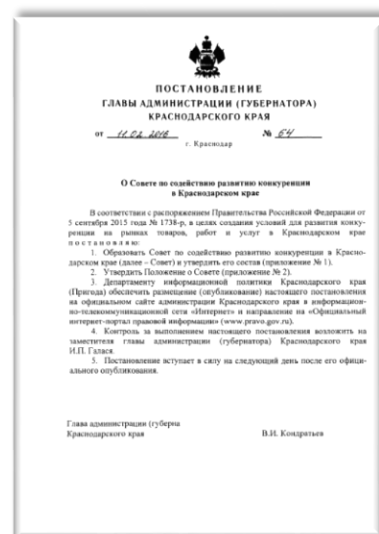 ПОСТАНОВЛЕНИЕ
ГЛАВЫ АДМИНИСТРАЦИИ (ГУБЕРНАТОРА)
КРАСНОДАРСКОГО КРАЯ
от 11.02.2016 № 64
г. Краснодар
О Совете по содействию развитию конкуренции
в Краснодарском крае
В соответствии с распоряжением Правительства Российской Федерации от
5 сентября 2015 года № 1738-р, в целях создания условий для развития конку-
ренции на рынках товаров, работ и услуг в Краснодарском крае
постановляю:
1. Образовать Совет по содействию развитию конкуренции в Красно-
дарском крае (далее – Совет) и утвердить его состав (приложение № 1).
2. Утвердить Положение о Совете (приложение № 2).
3. Департаменту информационной политики Краснодарского края
(Пригода) обеспечить размещение (опубликование) настоящего постановления
на официальном сайте администрации Краснодарского края в информацион-
но-телекоммуникационной сети «Интернет» и направление на «Официальный
интернет-портал правовой информации» (www.pravo.gov.ru).
4. Контроль за выполнением настоящего постановления возложить на
заместителя главы администрации (губернатора) Краснодарского края
И.П. Галася.
5. Постановление вступает в силу на следующий день после его офици-
ального опубликования.
Глава администрации (губерна
Краснодарского края В.И. Кондратьев